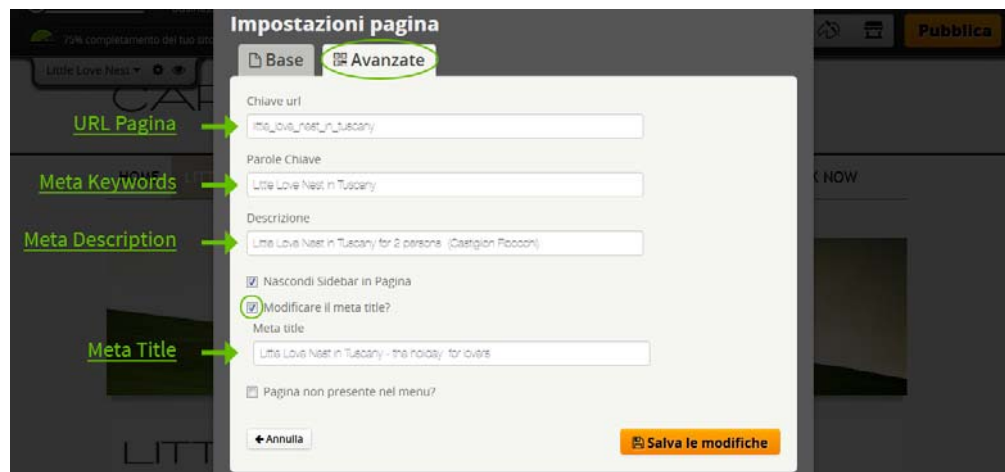 Impostazioni pagina
75% completamento del tuo sito
Pubblica
Base
Avanzate
Little Love Nest
Chiave url
URL Pagina
little_love_nest_in_tuscany
Parole Chiave
HOME
K NOW
Meta Keywords
Little Love Nest in Tuscany
Descrizione
Meta Description
Little Love Nest in Tuscany for 2 persons (Castiglion Fibocchi)
Nascondi Sidebar in Pagina
Modificare il meta title?
Meta title
Meta Title
Little Love Nest in Tuscany - the holiday for lovers
Pagina non presente nel menu?
Annulla
Salva le modifiche
LITT